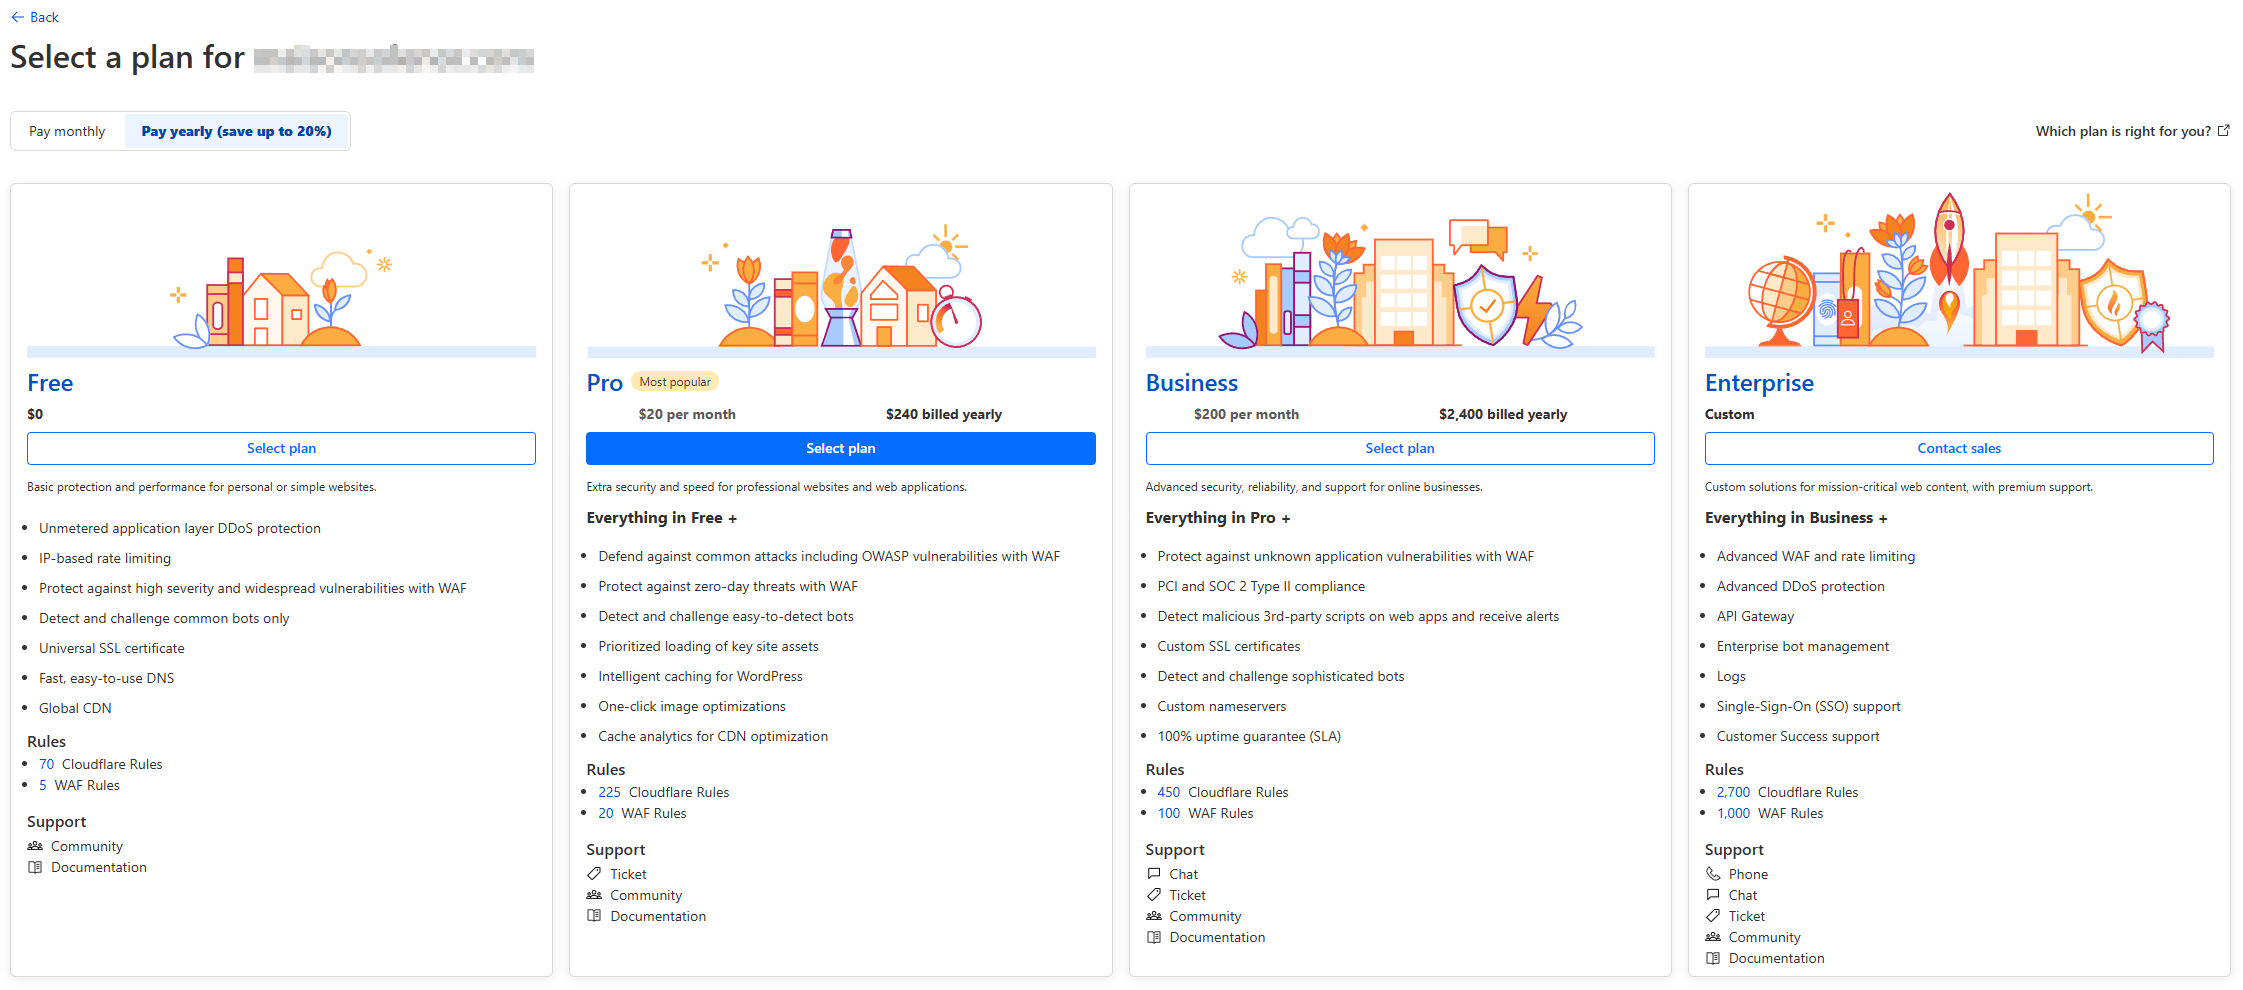 Back
Select a plan for
Pay monthly
Pay yearly (save up to 20%)
Which plan is right for you?
Free
$0
Select plan
Basic protection and performance for personal or simple websites.
Unmetered application layer DDoS protection
IP-based rate limiting
Protect against high severity and widespread vulnerabilities with WAF
Detect and challenge common bots only
Universal SSL certificate
Fast, easy-to-use DNS
Global CDN
Rules
70 Cloudflare Rules
5 WAF Rules
Support
Community
Documentation
Pro Most popular
$20 per month $240 billed yearly
Select plan
Extra security and speed for professional websites and web applications.
Everything in Free +
Defend against common attacks including OWASP vulnerabilities with WAF
Protect against zero-day threats with WAF
Detect and challenge easy-to-detect bots
Prioritized loading of key site assets
Intelligent caching for WordPress
One-click image optimizations
Cache analytics for CDN optimization
Rules
225 Cloudflare Rules
20 WAF Rules
Support
Ticket
Community
Documentation
Business
$200 per month $2,400 billed yearly
Select plan
Advanced security, reliability, and support for online businesses.
Everything in Pro +
Protect against unknown application vulnerabilities with WAF
PCI and SOC 2 Type II compliance
Detect malicious 3rd-party scripts on web apps and receive alerts
Custom SSL certificates
Detect and challenge sophisticated bots
Custom nameservers
100% uptime guarantee (SLA)
Rules
450 Cloudflare Rules
100 WAF Rules
Support
Chat
Ticket
Community
Documentation
Enterprise
Custom
Contact sales
Custom solutions for mission-critical web content, with premium support.
Everything in Business +
Advanced WAF and rate limiting
Advanced DDoS protection
API Gateway
Enterprise bot management
Logs
Single-Sign-On (SSO) support
Customer Success support
Rules
2,700 Cloudflare Rules
1,000 WAF Rules
Support
Phone
Chat
Ticket
Community
Documentation